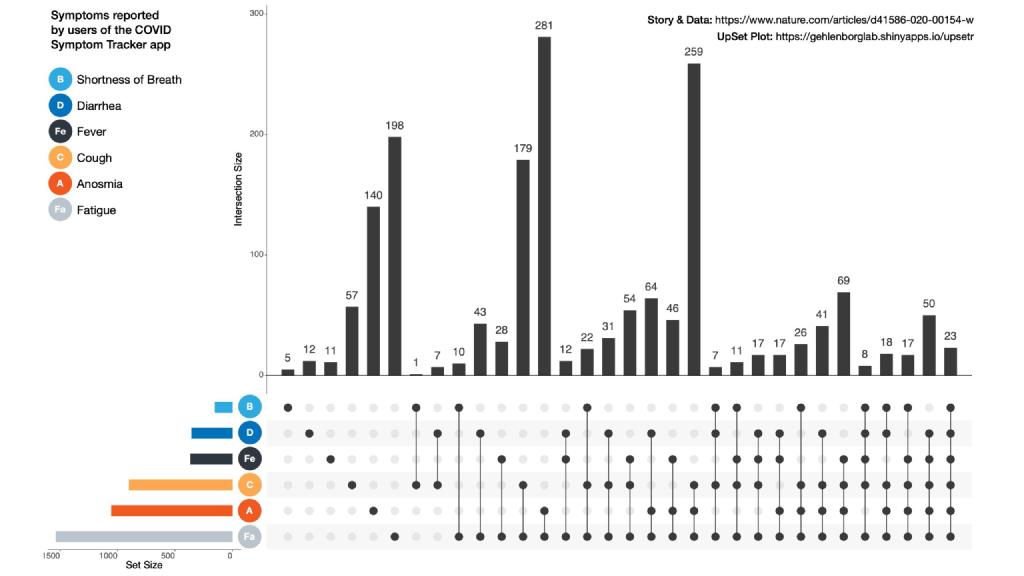 Symptoms reported
by users of the COVID
Symptom Tracker app
B Shortness of Breath
D Diarrhea
Fe Fever
C Cough
A Anosmia
Fa Fatigue
Story & Data: https://www.nature.com/articles/d41586-020-00154-w
UpSet Plot: https://gehlenborglab.shinyapps.io/upsetr
Intersection Size
300
200
100
0
5 12 11 57 140 198 1 7 10 43 28 179 281 12 22 31 54 64 46 259 7 11 17 17 26 41 69 8 18 17 50 23
B
D
Fe
C
A
Fa
1500 1000 500 0
Set Size